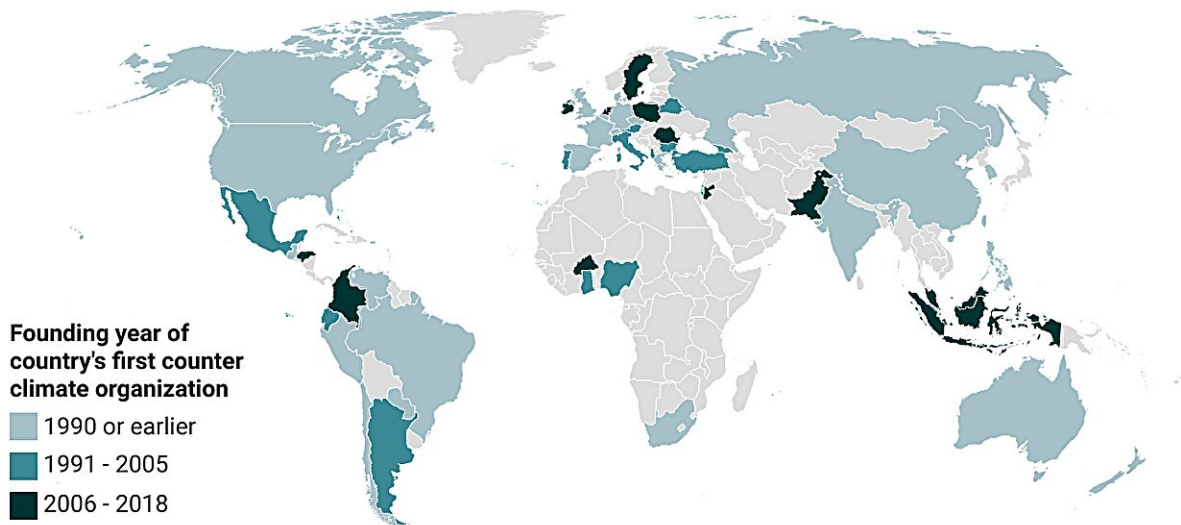 Founding year of
country's first counter
climate organization
1990 or earlier
1991 - 2005
2006 - 2018